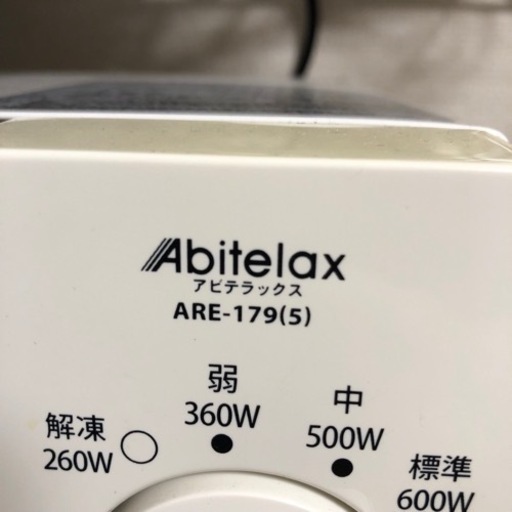 Abitelax
アビテラックス
ARE-179(5)
弱
360W
中
500W
解凍
260W
標準
600W